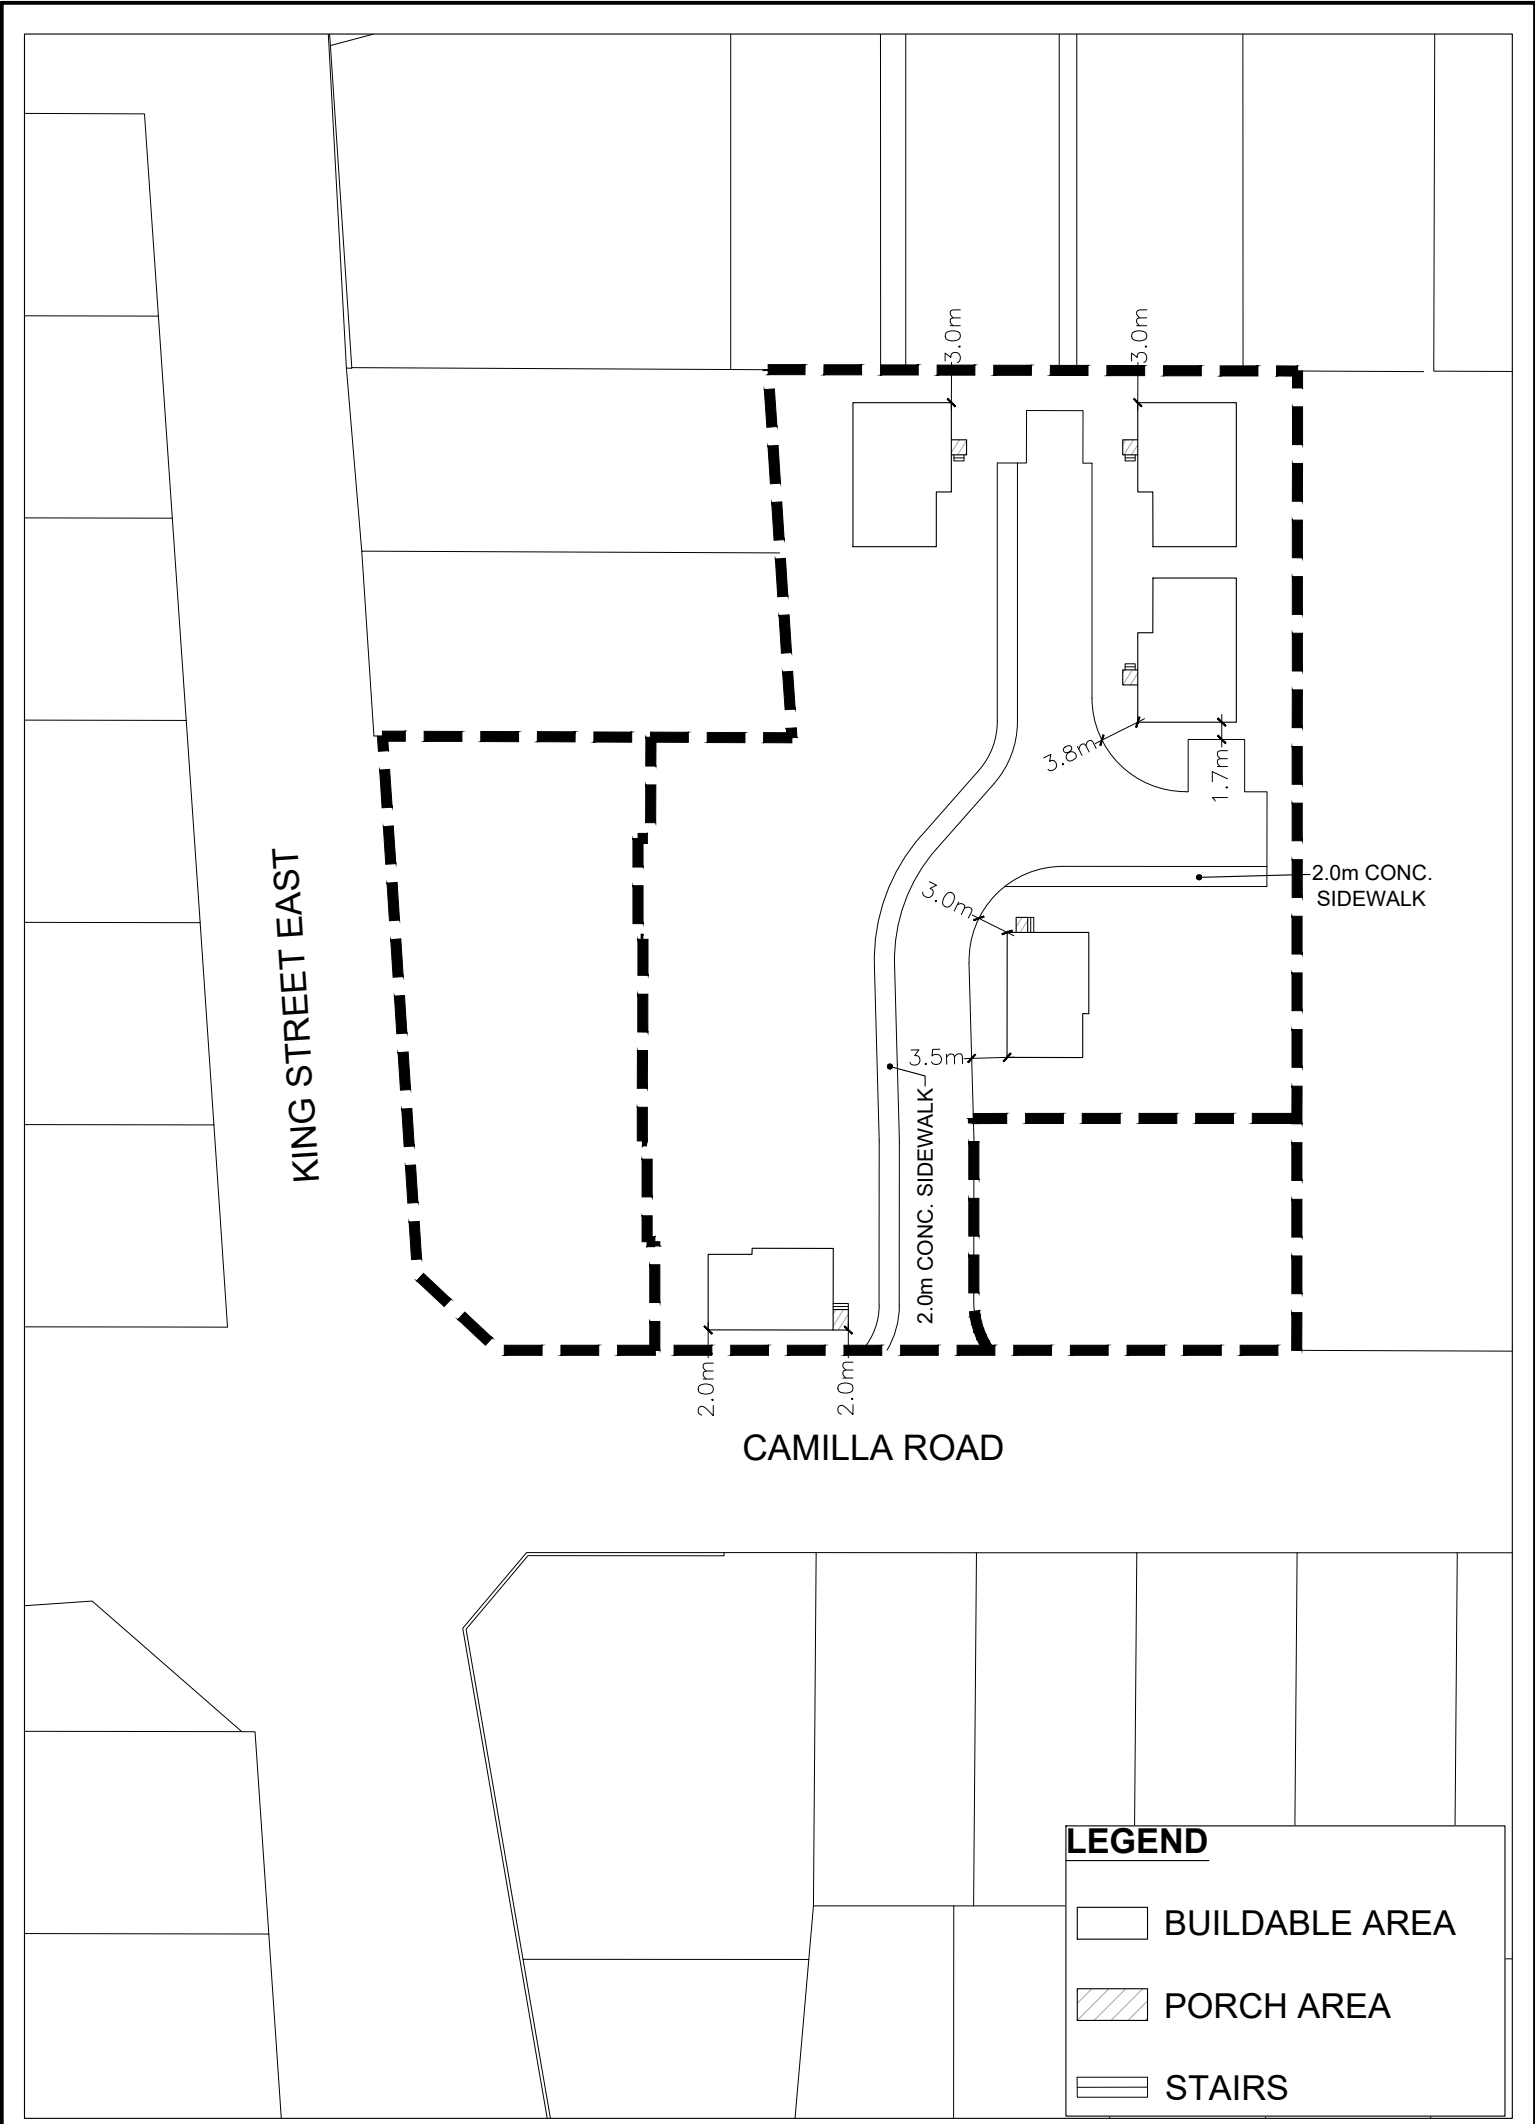 3.0m
3.0m
3.8m
1.7m
2.0m CONC.
SIDEWALK
3.0m
KING STREET EAST
3.5m
2.0m CONC. SIDEWALK
2.0m
2.0m
CAMILLA ROAD
LEGEND
BUILDABLE AREA
PORCH AREA
STAIRS